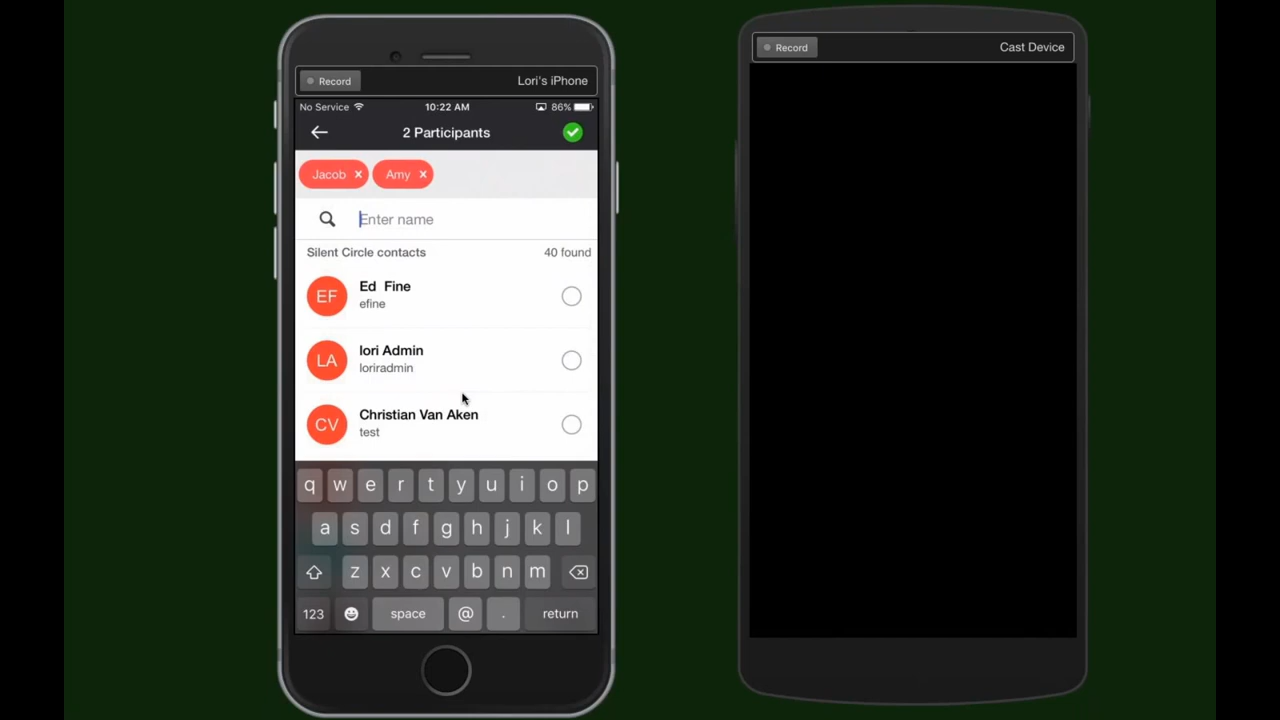 Record Lori's iPhone
No Service 10:22 AM 86%
2 Participants
Jacob x Amy x
Enter name
Silent Circle contacts 40 found
EF Ed Fine
efine
LA lori Admin
loriradmin
CV Christian Van Aken
test
q w e r t y u i o p
a s d f g h j k l
z x c v b n m
123 space @ . return
Record Cast Device